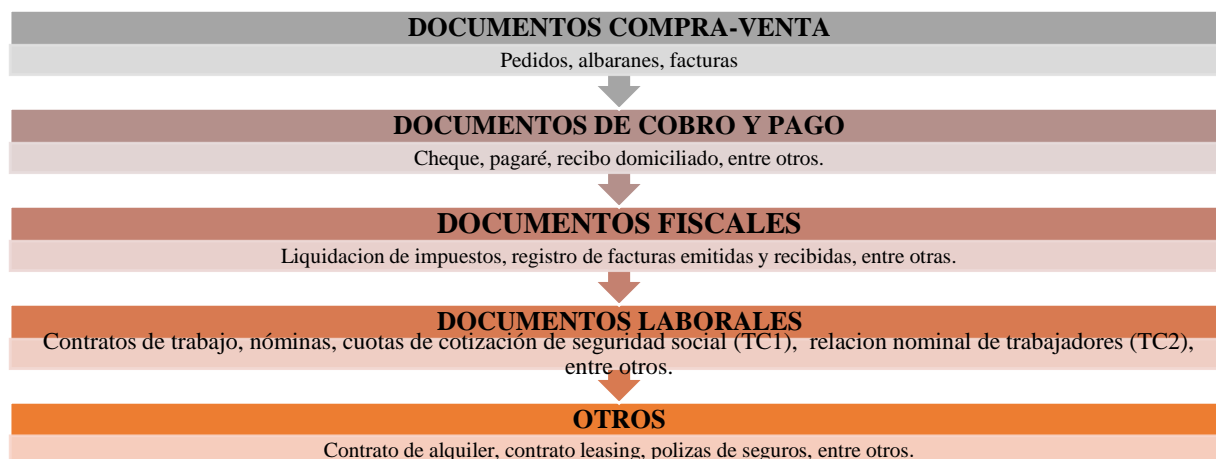 DOCUMENTOS COMPRA-VENTA
Pedidos, albaranes, facturas
DOCUMENTOS DE COBRO Y PAGO
Cheque, pagaré, recibo domiciliado, entre otros.
DOCUMENTOS FISCALES
Liquidacion de impuestos, registro de facturas emitidas y recibidas, entre otras.
DOCUMENTOS LABORALES
Contratos de trabajo, nóminas, cuotas de cotización de seguridad social (TC1), relacion nominal de trabajadores (TC2),
entre otros.
OTROS
Contrato de alquiler, contrato leasing, polizas de seguros, entre otros.